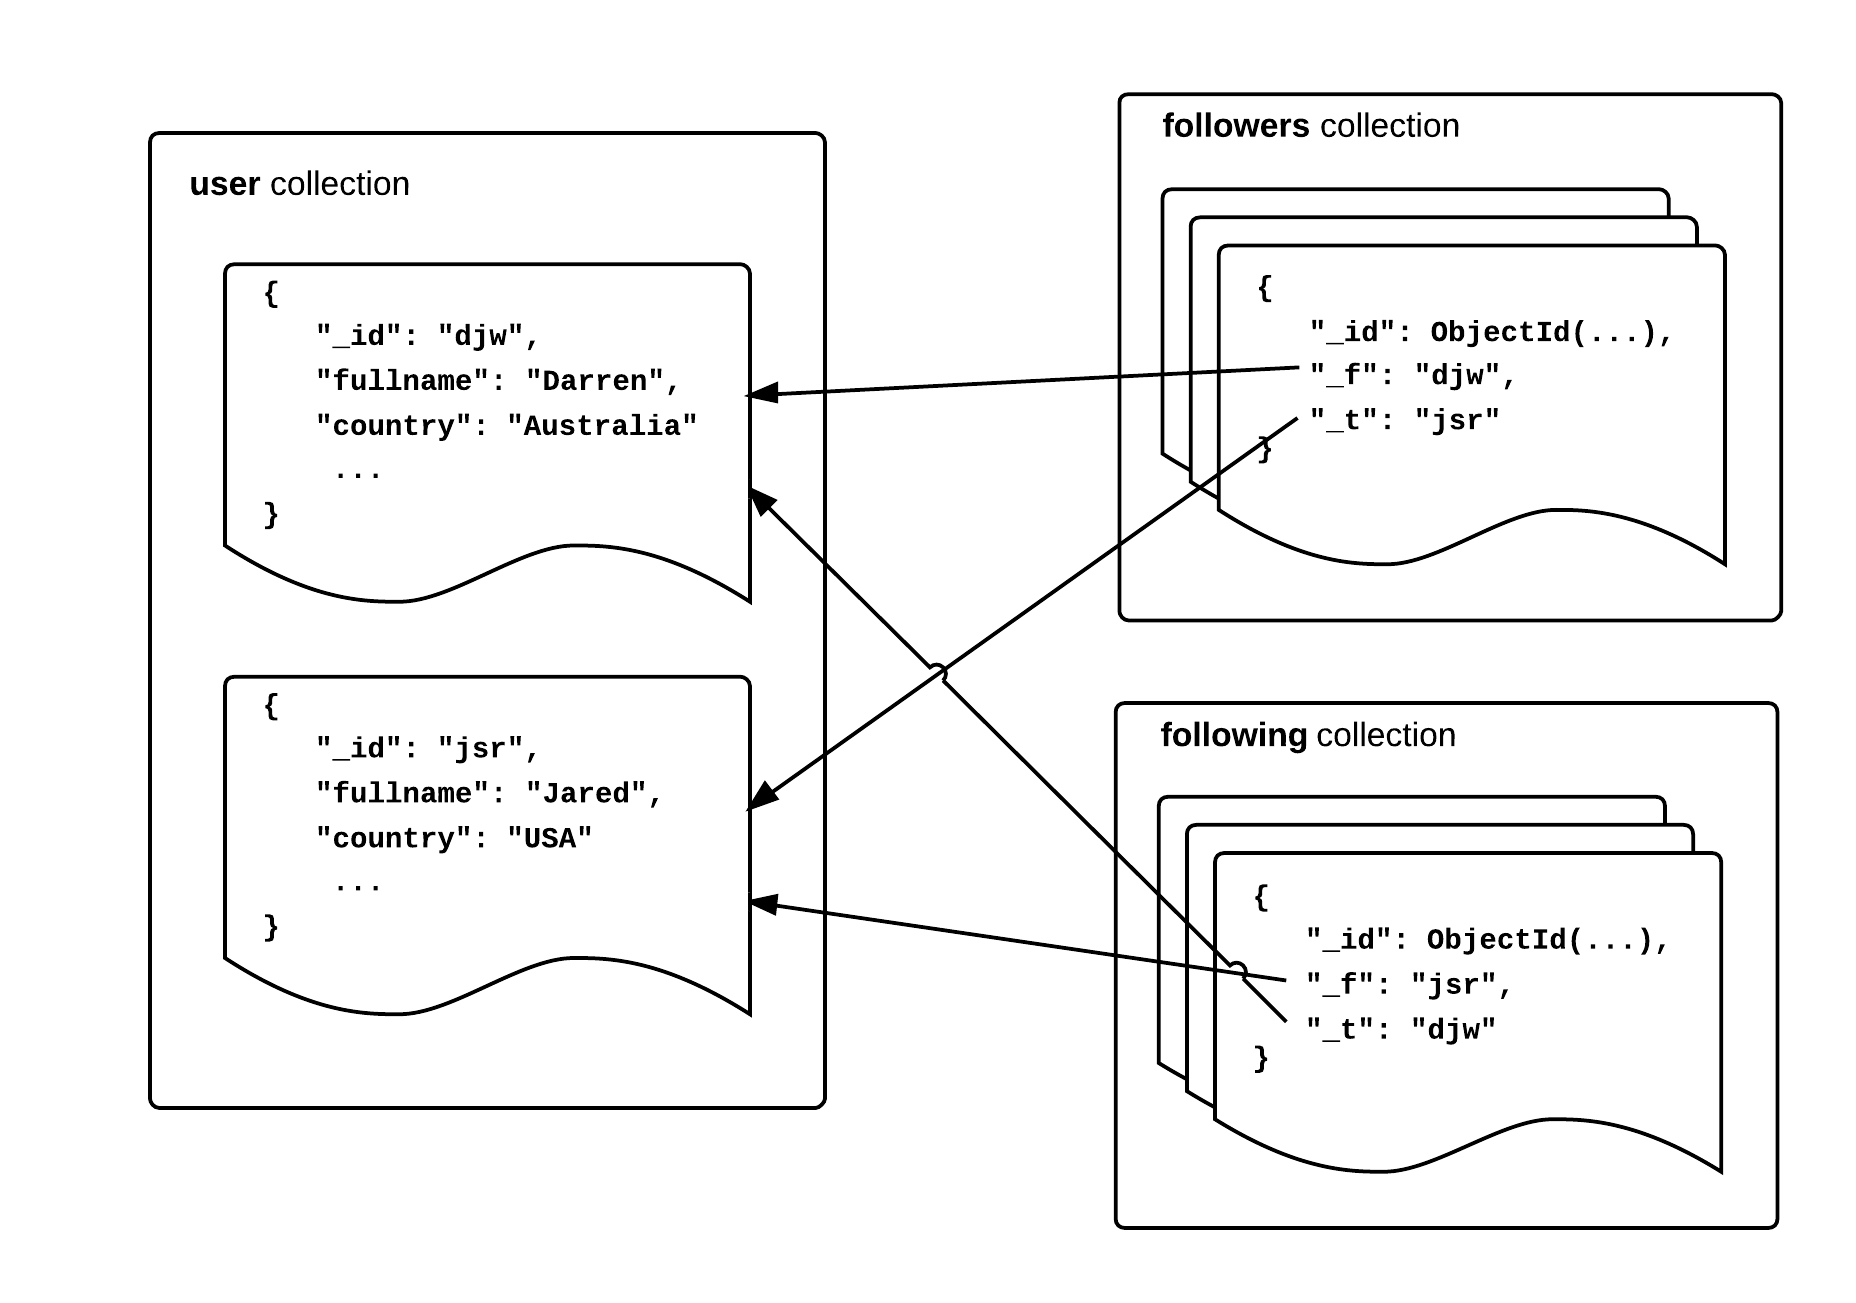 user collection
{
"_id": "djw",
"fullname": "Darren",
"country": "Australia"
...
}
{
"_id": "jsr",
"fullname": "Jared",
"country": "USA"
...
}
followers collection
{
"_id": ObjectId(...),
"_f": "djw",
"_t": "jsr"
}
following collection
{
"_id": ObjectId(...),
"_f": "jsr",
"_t": "djw"
}